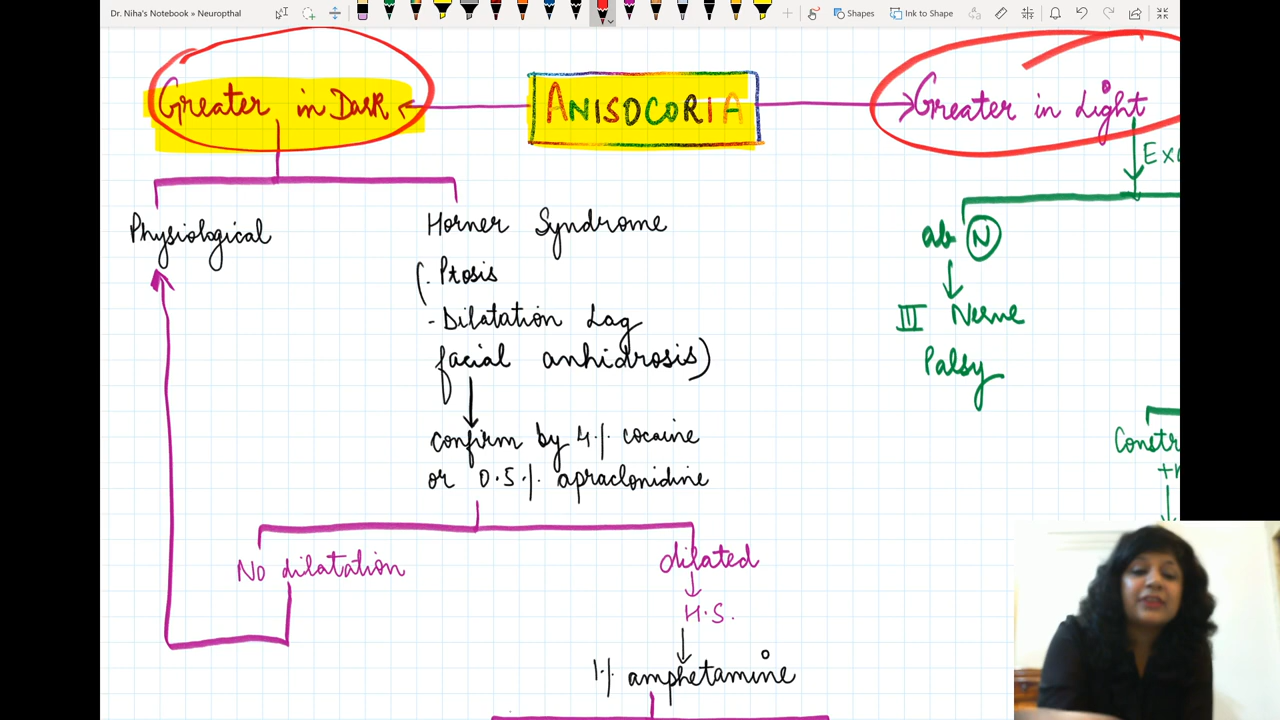 Dr. Niha's Notebook » Neuropthal
Shapes
Ink to Shape
Greater in Dark
ANISOCORIA
Greater in Light
Physiological
Horner Syndrome
(. Ptosis
- Dilatation Lag
facial anhidrosis)
confirm by 4% cocaine
or 0.5% apraclonidine
No dilatation
dilated
H.S.
1% amphetamine
ab N
III Nerve
Palsy